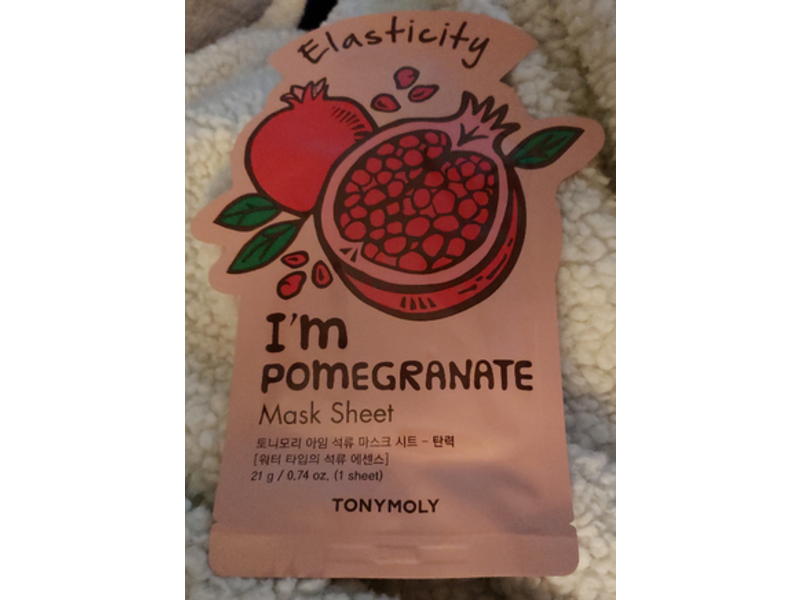 Elasticity
I'm
POMEGRANATE
Mask Sheet
토니모리 아임 석류 마스크 시트 - 탄력
[워터 타입의 석류 에센스]
21 g / 0.74 oz. (1 sheet)
TONYMOLY